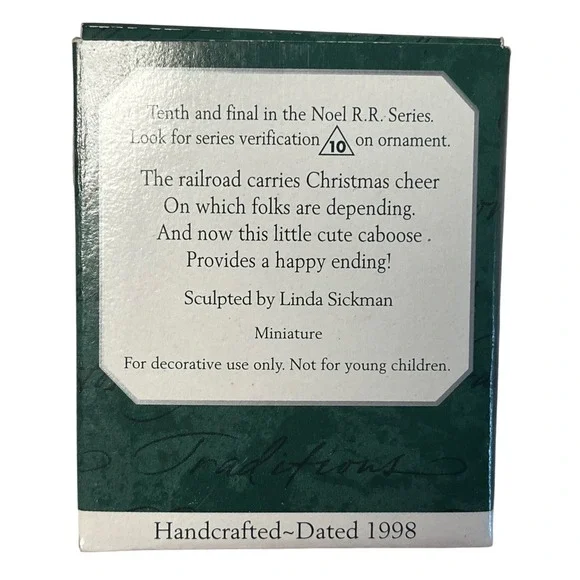 Tenth and final in the Noel R.R. Series.
Look for series verification 10 on ornament.
The railroad carries Christmas cheer
On which folks are depending.
And now this little cute caboose
Provides a happy ending!
Sculpted by Linda Sickman
Miniature
For decorative use only. Not for young children.
Traditions
Handcrafted~Dated 1998